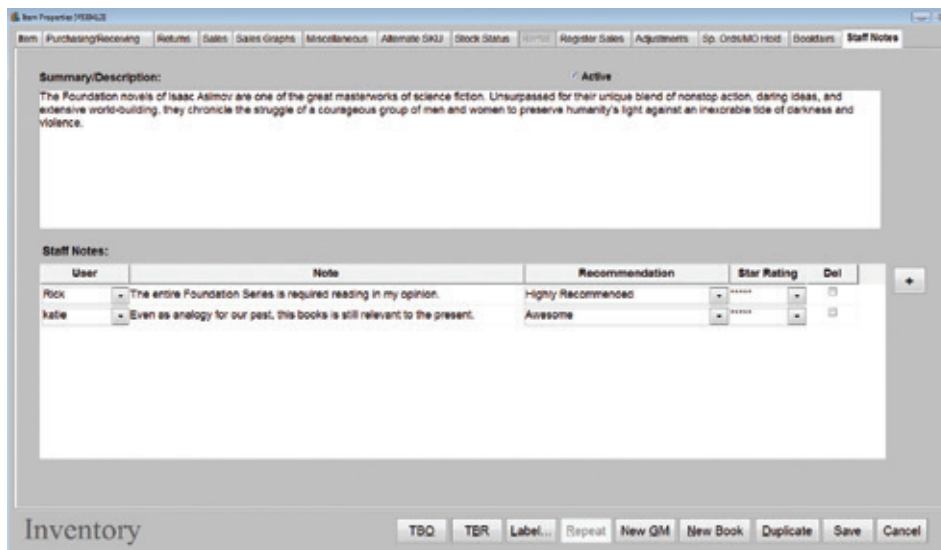 Item Properties
Item Purchasing/Receiving Returns Sales Sales Graphs Miscellaneous Alternate SKU Stock Status Register Sales Adjustments Sp. Ords/MO Hold Bookfairs Staff Notes
Summary/Description: Active
The Foundation novels of Isaac Asimov are one of the great masterworks of science fiction. Unsurpassed for their unique blend of nonstop action, daring ideas, and
extensive world-building, they chronicle the struggle of a courageous group of men and women to preserve humanity's light against an inexorable tide of darkness and
violence.
Staff Notes:
User Note Recommendation Star Rating Del
Rick The entire Foundation Series is required reading in my opinion. Highly Recommended *****
katie Even as analogy for our past, this books is still relevant to the present. Awesome *****
+
Inventory TBO TBR Label... Repeat New GM New Book Duplicate Save Cancel